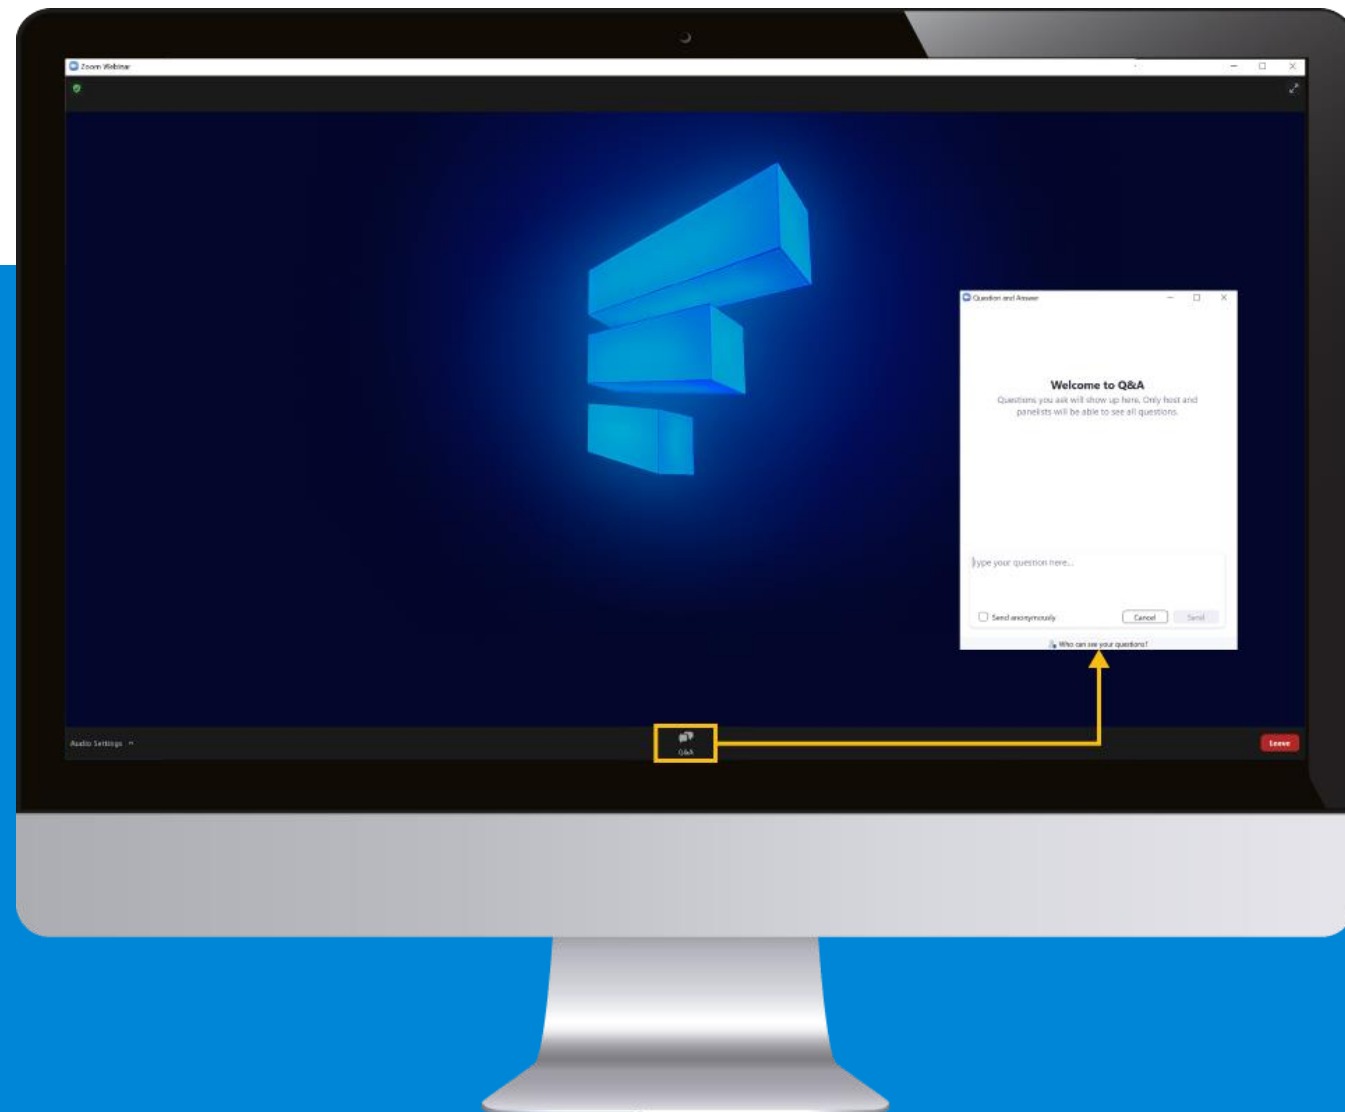 Zoom Webinar
Question and Answer
Welcome to Q&A
Questions you ask will show up here. Only host and
panelists will be able to see all questions.
Type your question here...
Send anonymously
Cancel
Send
Who can see your questions?
Audio Settings
Q&A
Leave